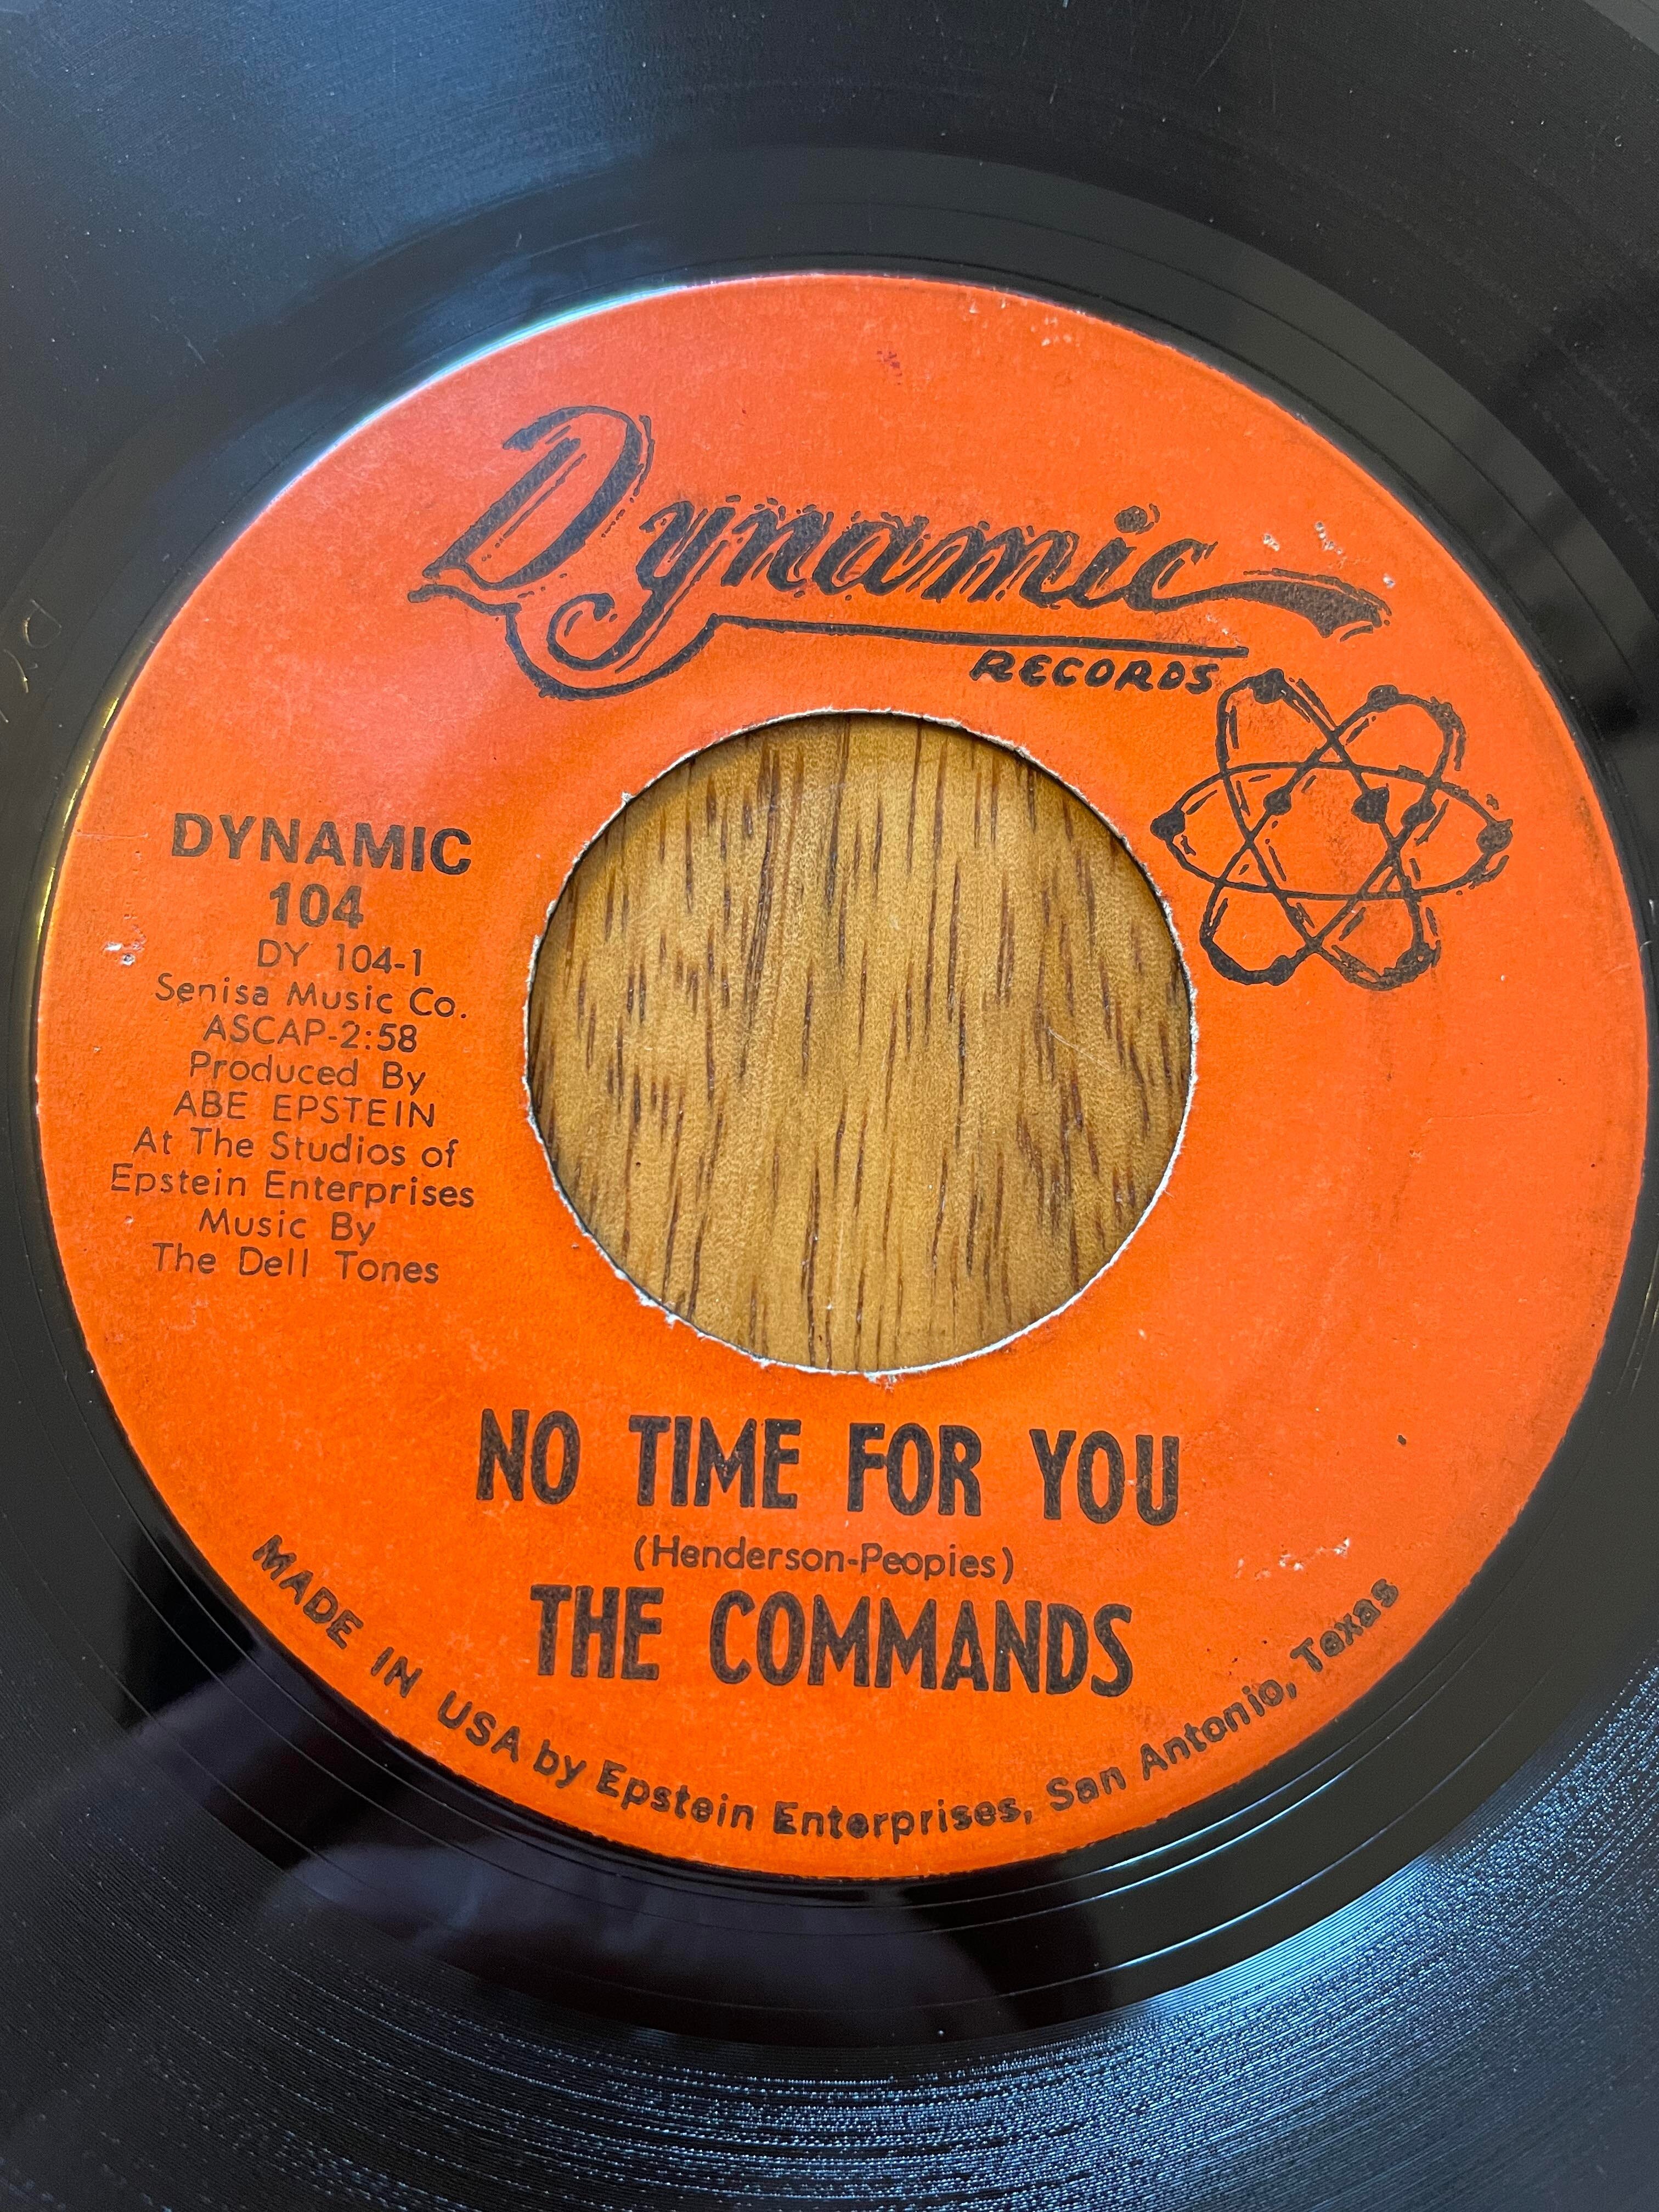 Dynamic
RECORDS
DYNAMIC
104
DY 104-1
Senisa Music Co.
ASCAP-2:58
Produced By
ABE EPSTEIN
At The Studios of
Epstein Enterprises
Music By
The Dell Tones
NO TIME FOR YOU
(Henderson-Peoples)
THE COMMANDS
MADE IN USA by Epstein Enterprises, San Antonio, Texas